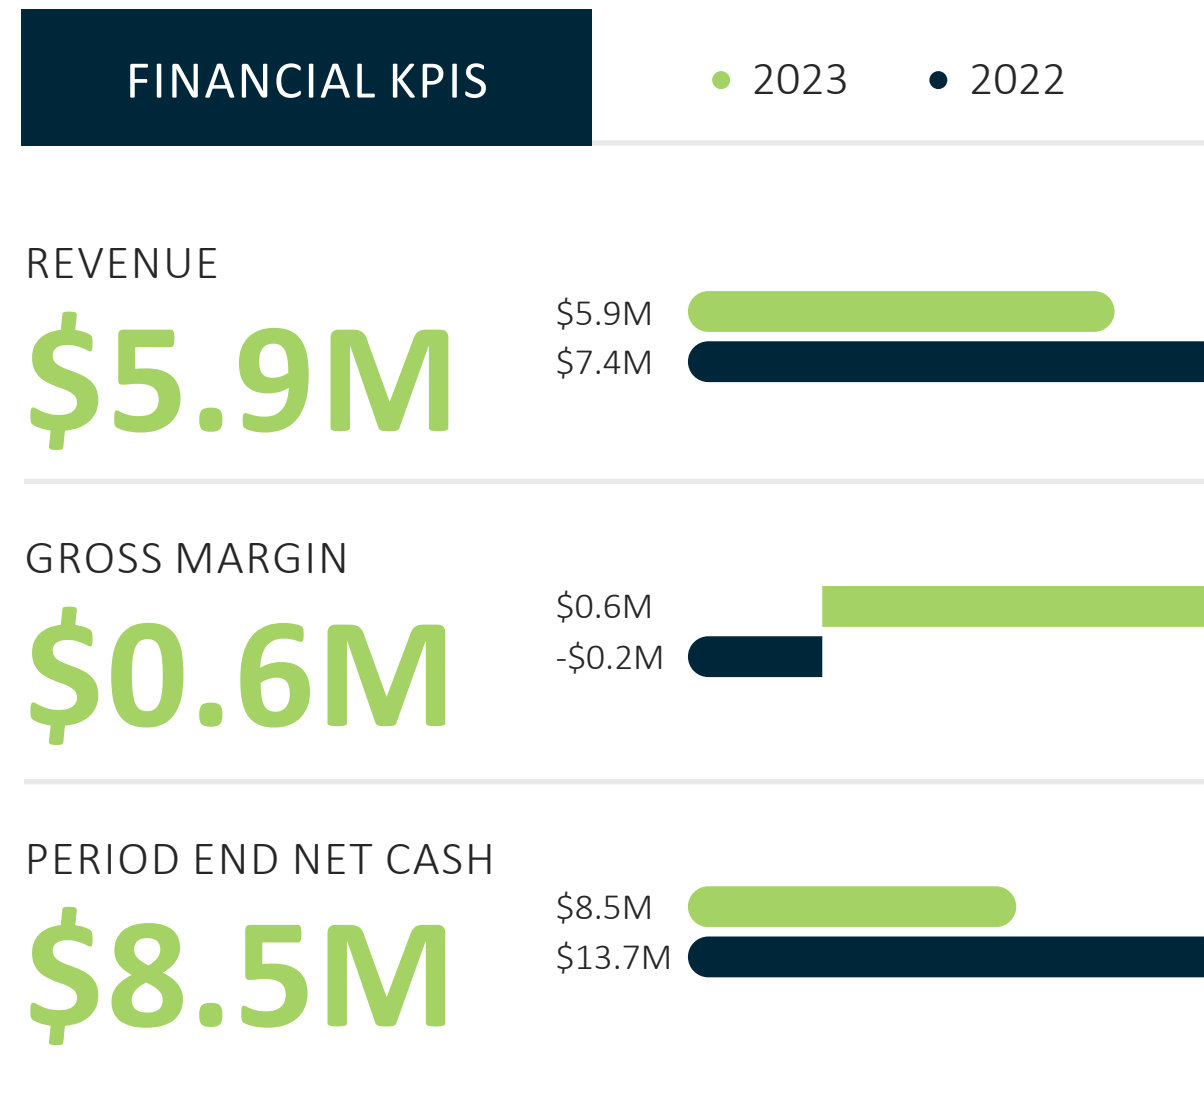 FINANCIAL KPIS
2023
2022
REVENUE
$5.9M
$5.9M
$7.4M
GROSS MARGIN
$0.6M
$0.6M
-$0.2M
PERIOD END NET CASH
$8.5M
$8.5M
$13.7M